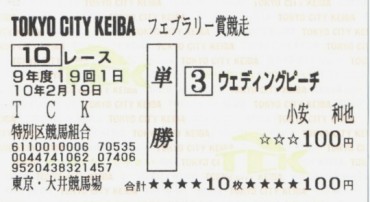 TOKYO CITY KEIBA フェブラリー賞競走
10 レース
9年度19回1日
10年2月19日
TCK
特別区競馬組合
6110010006 70535
0044741062 07406
9520438321457
東京・大井競馬場
単勝
3 ウェディングピーチ
小安 和也
☆☆☆100円
合計★★★★10枚★★★★100円